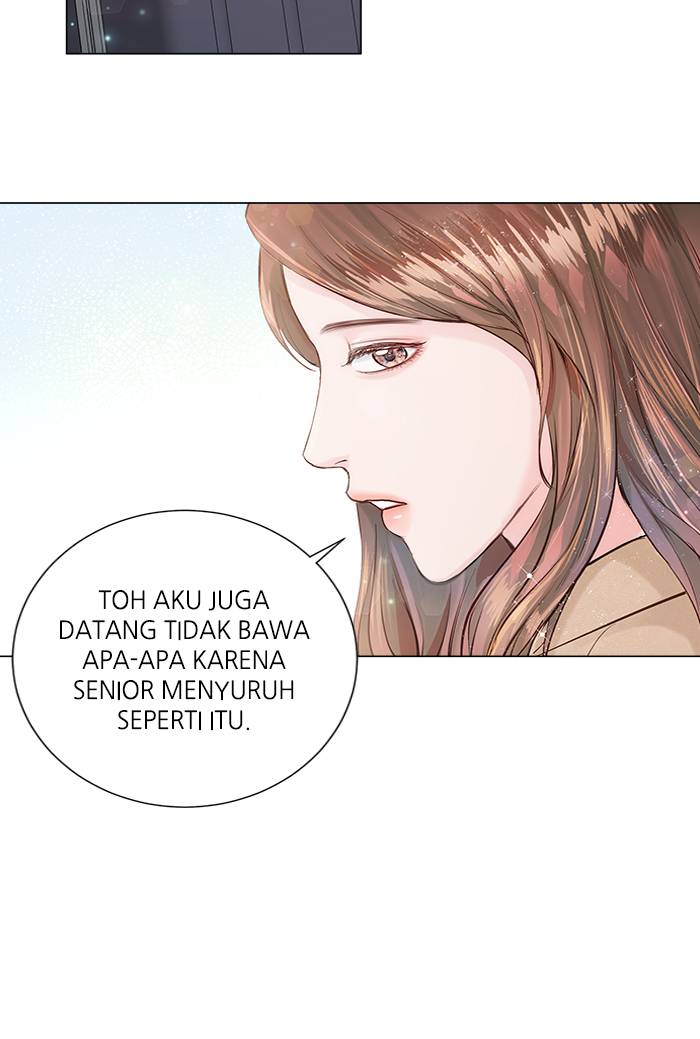 TOH AKU JUGA
DATANG TIDAK BAWA
APA-APA KARENA
SENIOR MENYURUH
SEPERTI ITU.